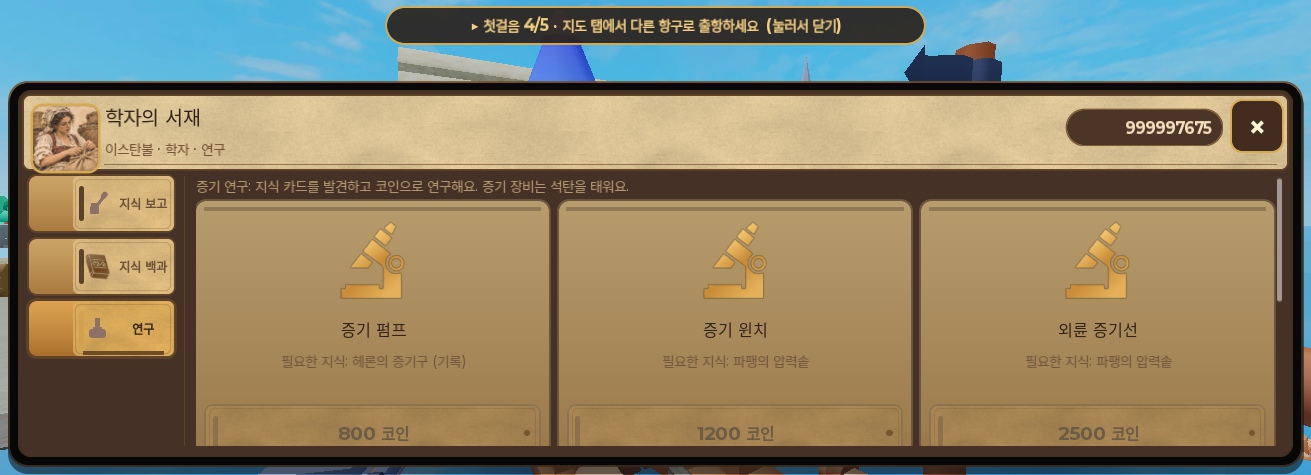 ▸ 첫걸음 4/5 · 지도 탭에서 다른 항구로 출항하세요 (눌러서 닫기)
학자의 서재
이스탄불 · 학자 · 연구
999997675
×
지식 보고
지식 백과
연구
증기 연구: 지식 카드를 발견하고 코인으로 연구해요. 증기 장비는 석탄을 태워요.
증기 펌프
필요한 지식: 헤론의 증기구 (기록)
800 코인
증기 윈치
필요한 지식: 파팽의 압력솥
1200 코인
외륜 증기선
필요한 지식: 파팽의 압력솥
2500 코인